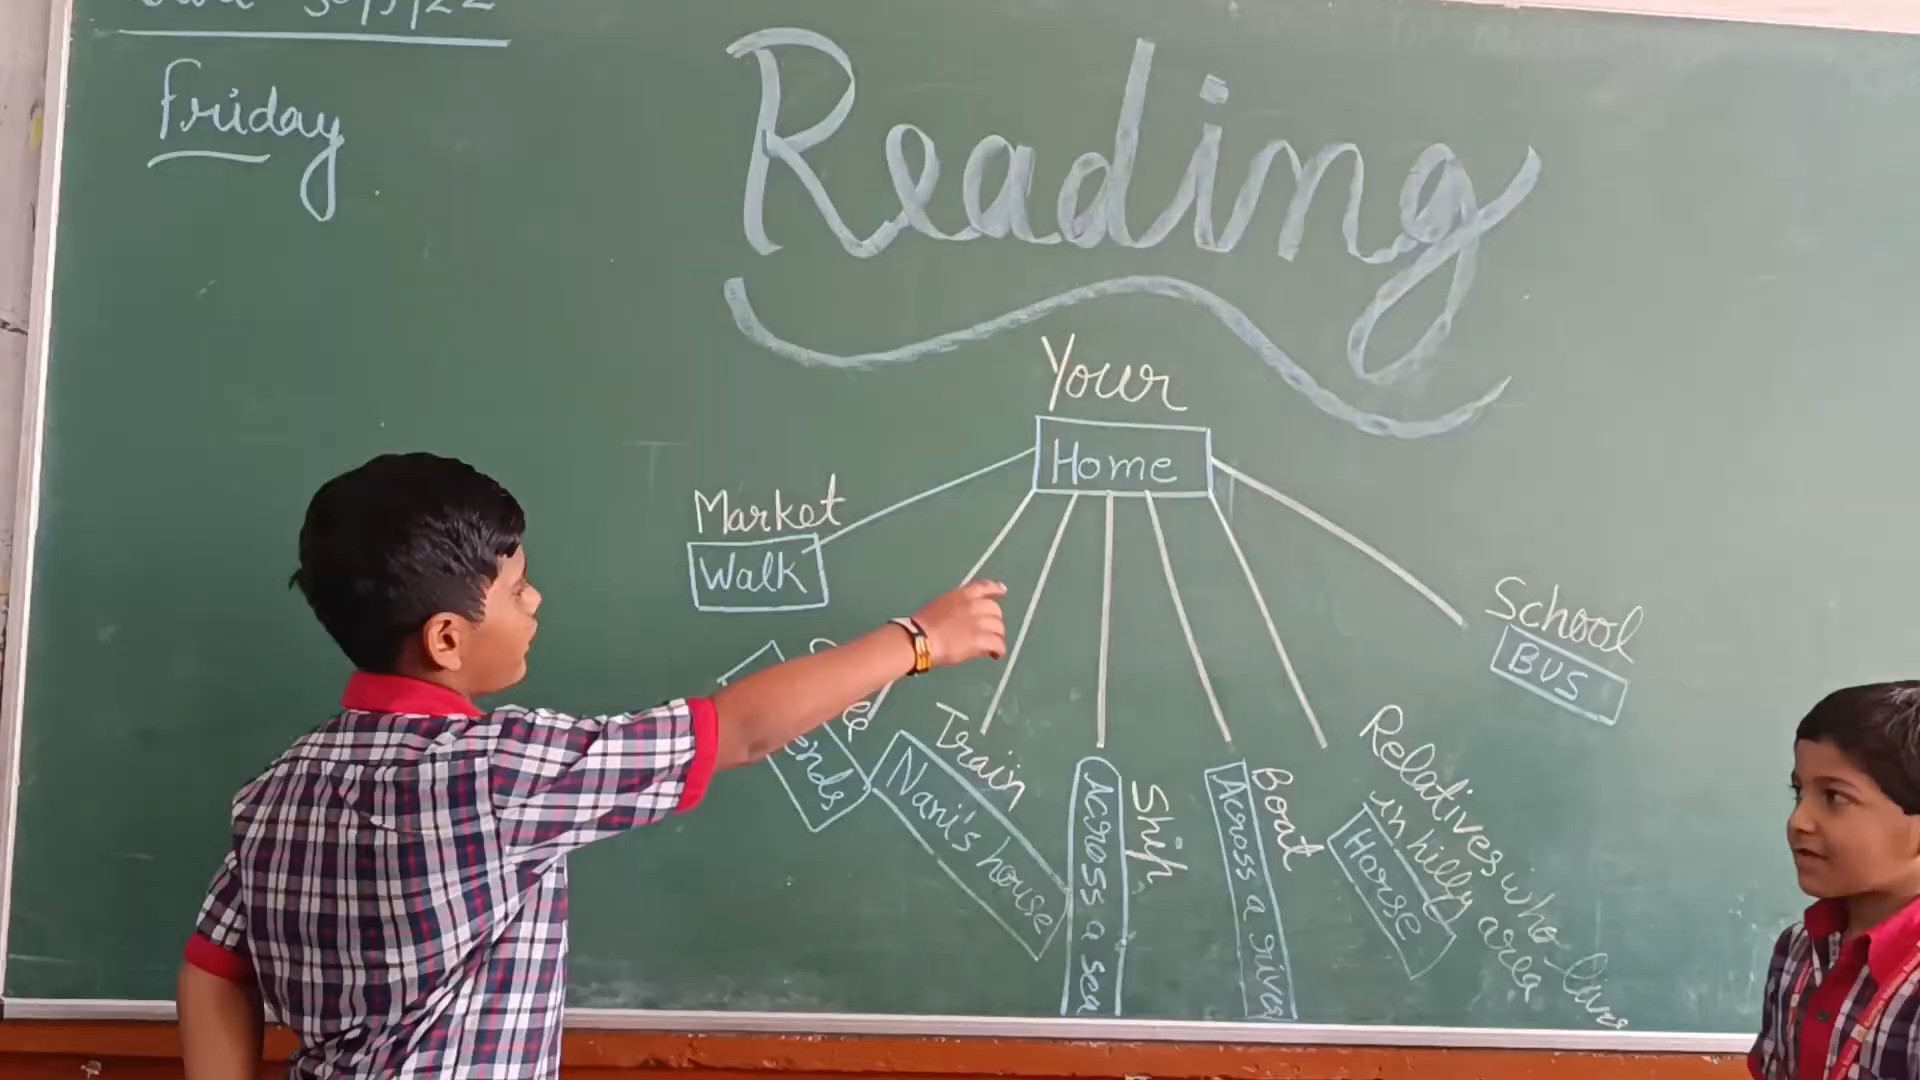 Friday
Reading
Your
Home
Market
Walk
School
BUS
Train
Nani's house
Ship
Across a sea
Boat
Across a river
Relatives who live
in hilly area
Horse